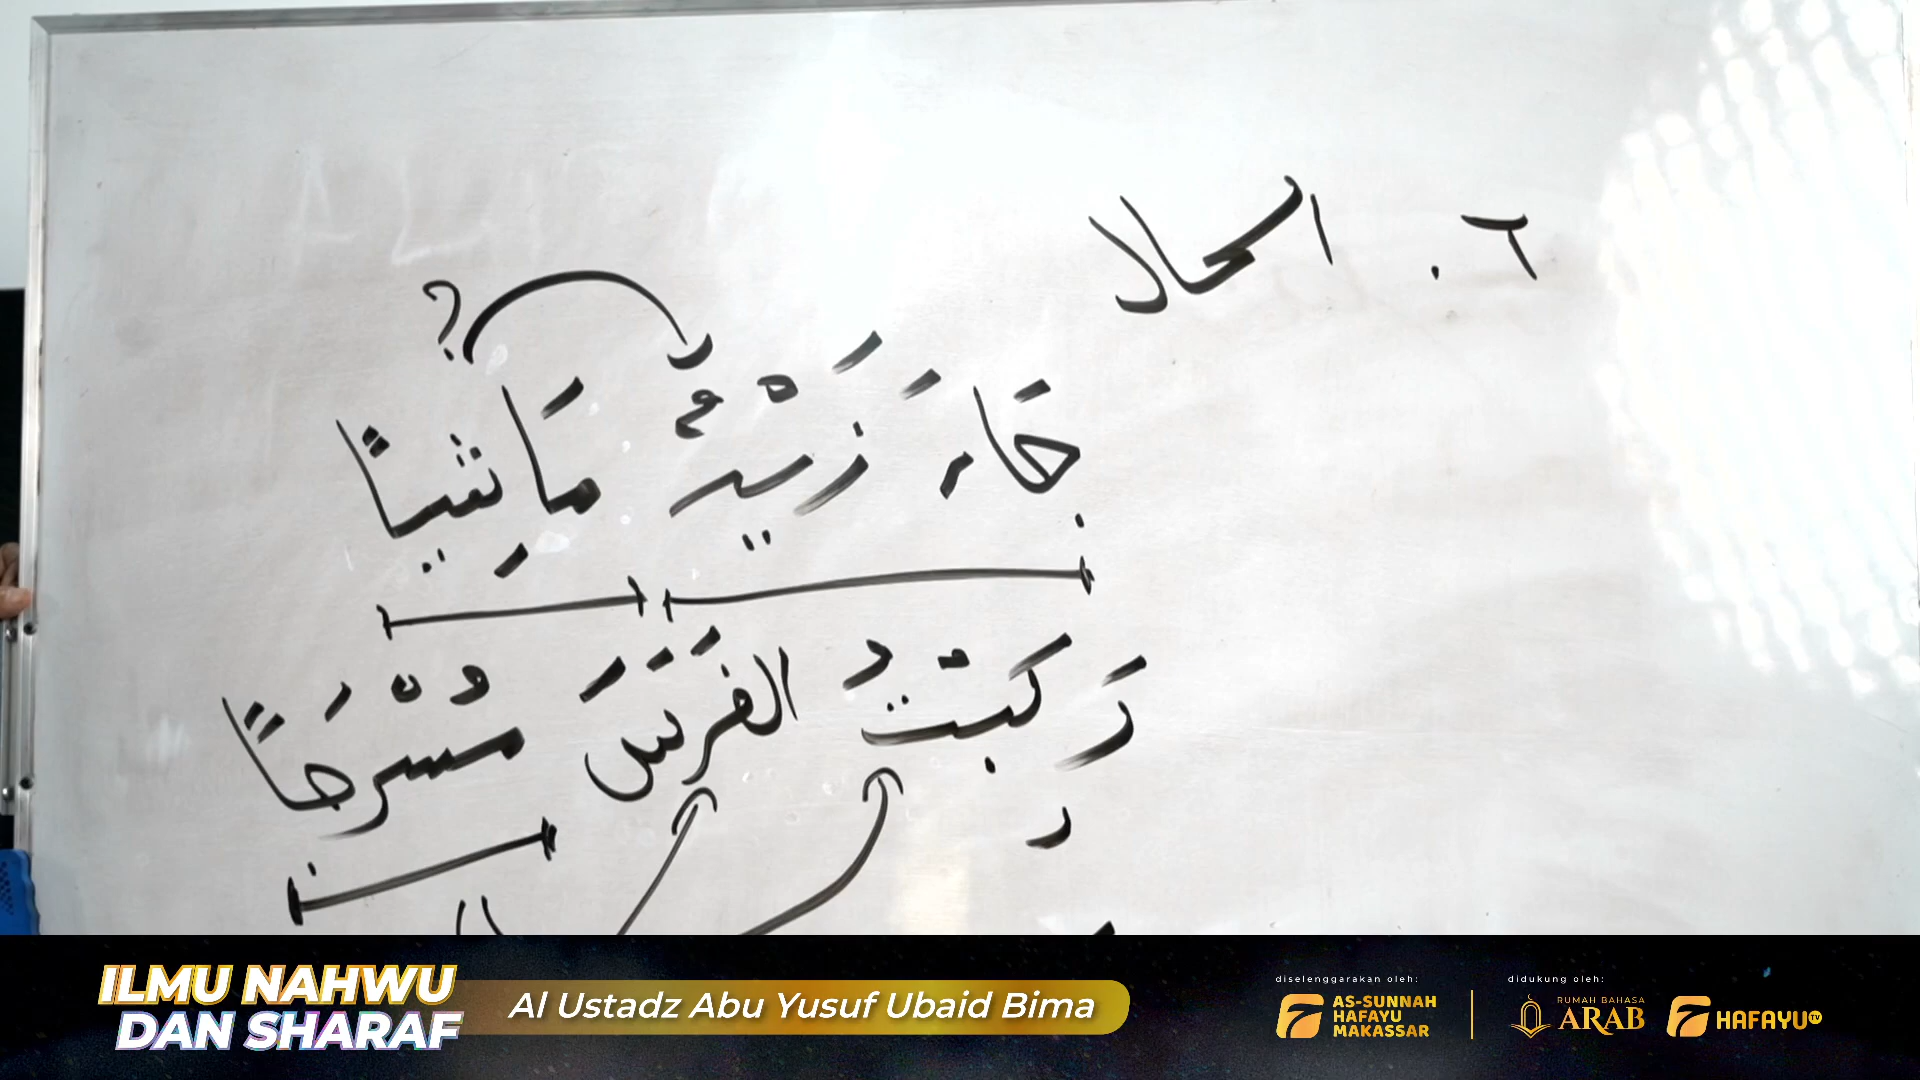 ٦. الحال
?
جَاءَ زَيْدٌ مَاشِيًا
رَكِبْتُ الفَرَسَ مُسْرَحًا
ILMU NAHWU
DAN SHARAF
Al Ustadz Abu Yusuf Ubaid Bima
diselenggarakan oleh:
AS-SUNNAH
HAFAYU
MAKASSAR
didukung oleh:
RUMAH BAHASA
ARAB
HAFAYU TV